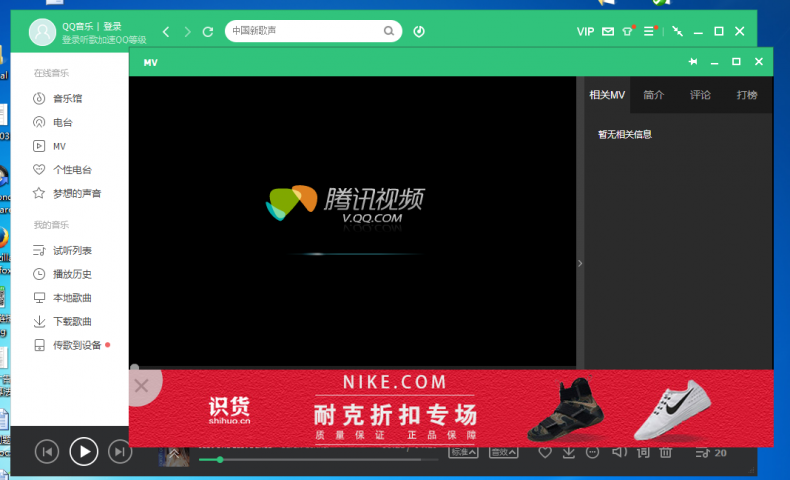 QQ音乐 | 登录
登录听歌加速QQ等级
中国新歌声
VIP
MV
在线音乐
音乐馆
电台
MV
个性电台
梦想的声音
我的音乐
试听列表
播放历史
本地歌曲
下载歌曲
传歌到设备
腾讯视频
V.QQ.COM
相关MV
简介
评论
打榜
暂无相关信息
识货
shihuo.cn
NIKE.COM
耐克折扣专场
质量保证 正品保障
标准
音效
词
20